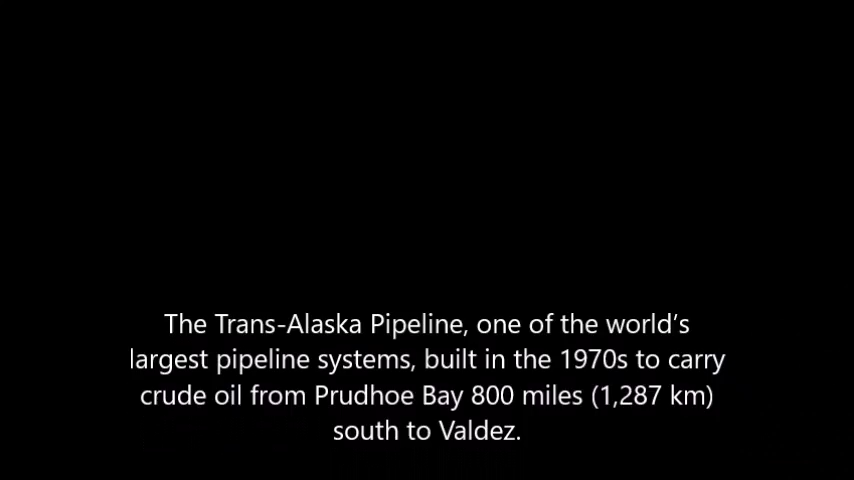 The Trans-Alaska Pipeline, one of the world’s
largest pipeline systems, built in the 1970s to carry
crude oil from Prudhoe Bay 800 miles (1,287 km)
south to Valdez.